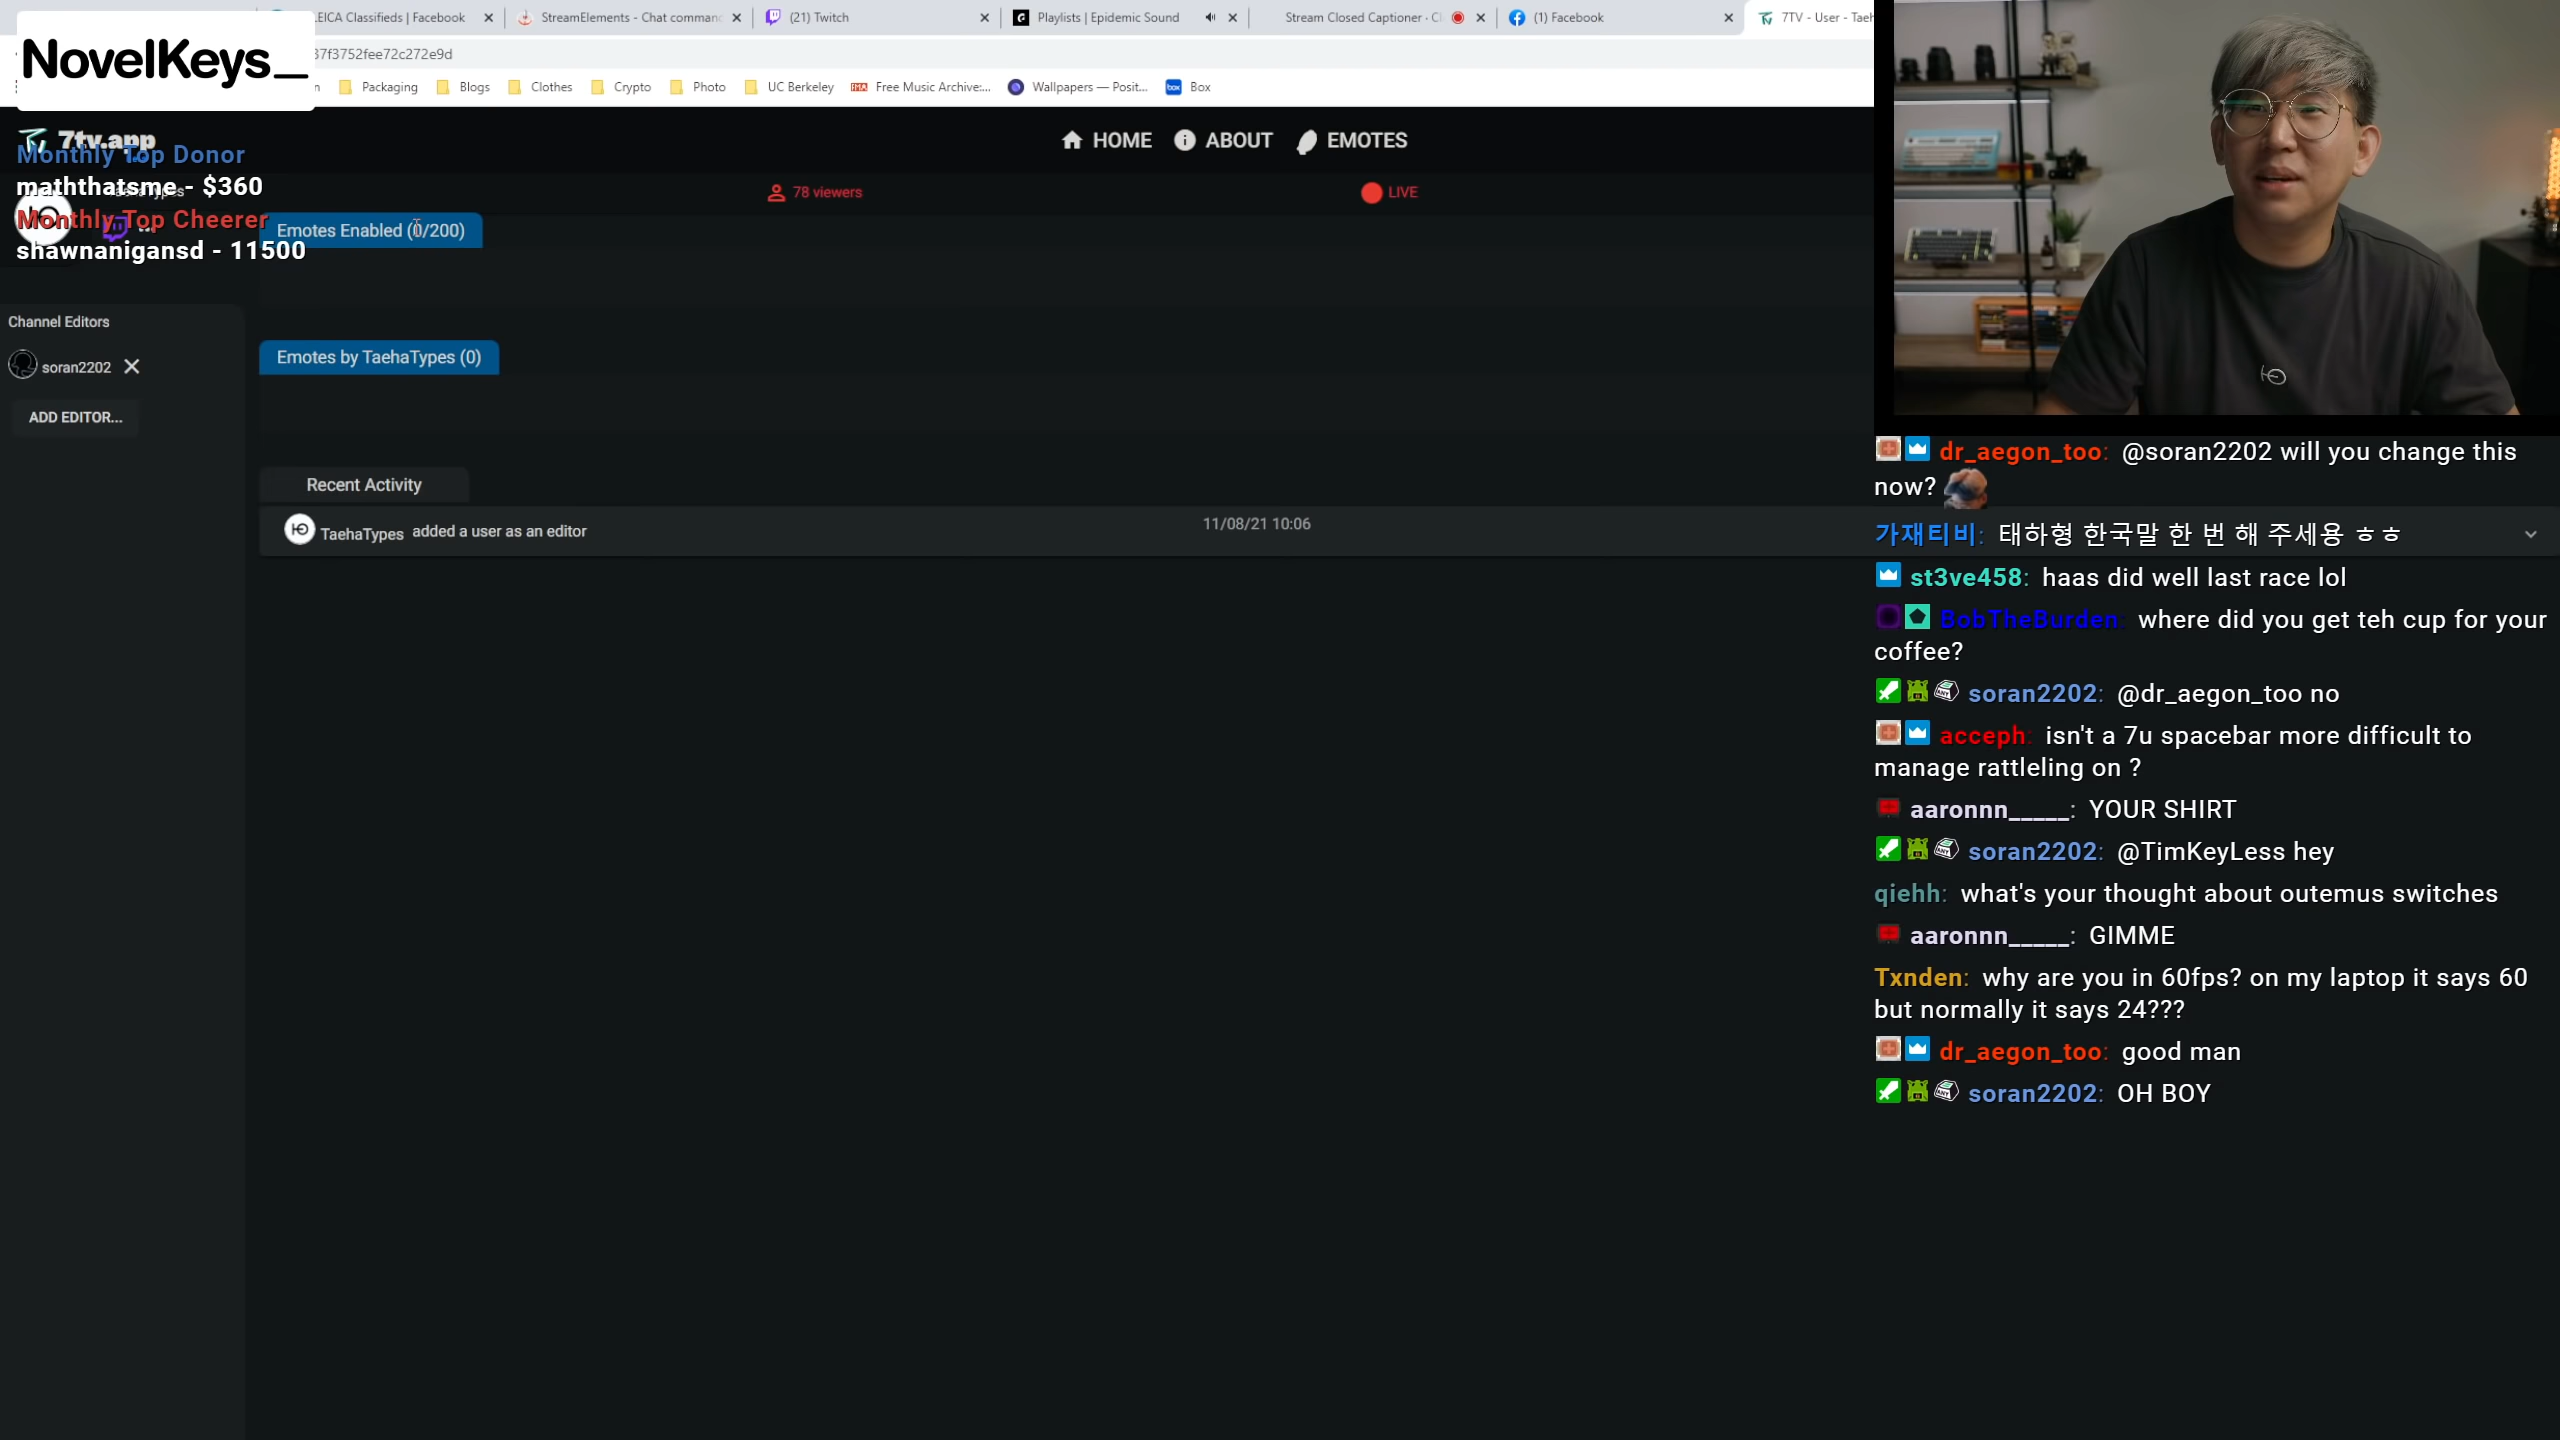 LEICA Classifieds | Facebook
StreamElements - Chat comman
(21) Twitch
Playlists | Epidemic Sound
Stream Closed Captioner · C
(1) Facebook
7TV - User - Taeh
NovelKeys_
37f3752fee72c272e9d
Packaging
Blogs
Clothes
Crypto
Photo
UC Berkeley
Free Music Archive:...
Wallpapers — Posit...
Box
7tv.app
HOME
ABOUT
EMOTES
Monthly Top Donor
maththatsme - $360
Monthly Top Cheerer
shawnanigansd - 11500
78 viewers
LIVE
Emotes Enabled (0/200)
Channel Editors
soran2202
ADD EDITOR...
Emotes by TaehaTypes (0)
Recent Activity
TaehaTypes added a user as an editor
11/08/21 10:06
dr_aegon_too: @soran2202 will you change this
now?
가재티비: 태하형 한국말 한 번 해 주세용 ㅎㅎ
st3ve458: haas did well last race lol
BobTheBurden: where did you get teh cup for your
coffee?
soran2202: @dr_aegon_too no
acceph: isn't a 7u spacebar more difficult to
manage rattleling on ?
aaronnn_____: YOUR SHIRT
soran2202: @TimKeyLess hey
qiehh: what's your thought about outemus switches
aaronnn_____: GIMME
Txnden: why are you in 60fps? on my laptop it says 60
but normally it says 24???
dr_aegon_too: good man
soran2202: OH BOY